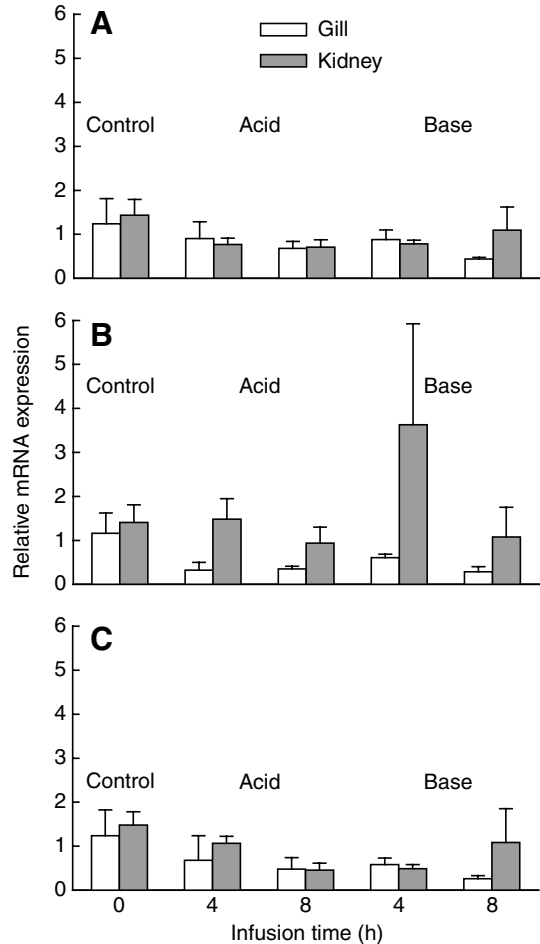 A
Gill
Kidney
6
5
4
3
2
1
0
Control Acid Base
B
6
5
4
3
2
1
0
Control Acid Base
Relative mRNA expression
C
6
5
4
3
2
1
0
Control Acid Base
0 4 8 4 8
Infusion time (h)